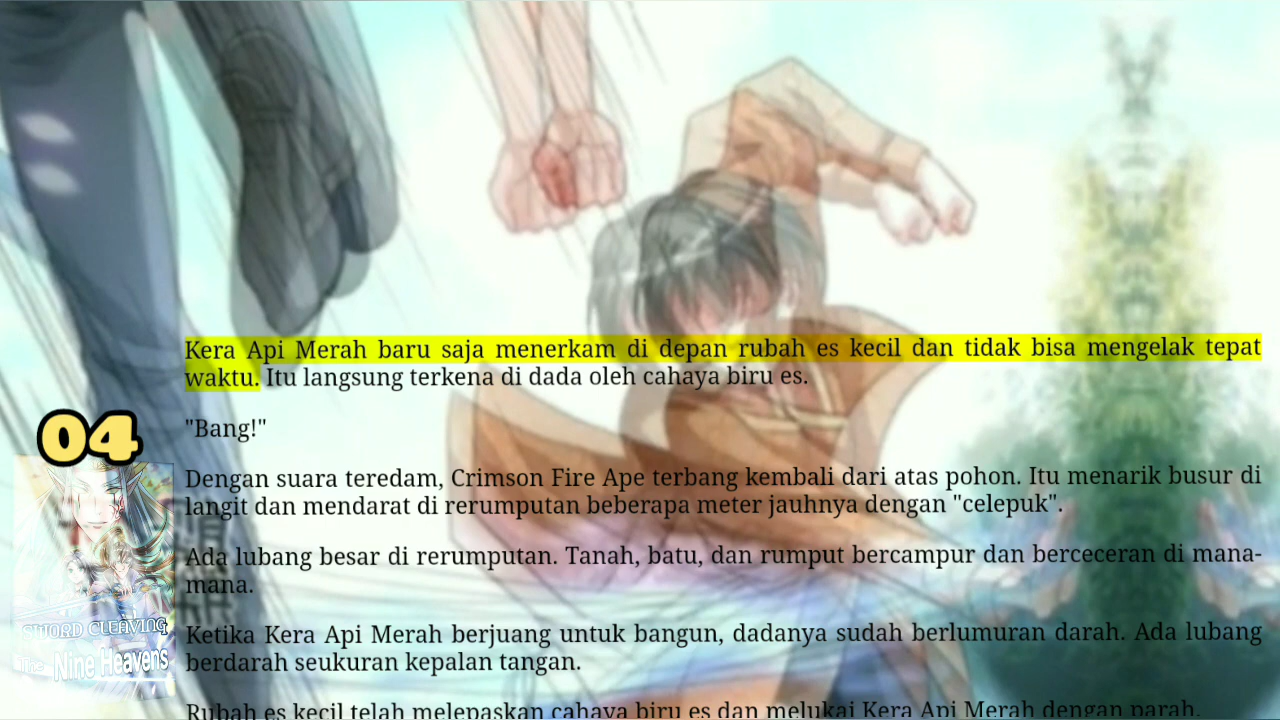 Kera Api Merah baru saja menerkam di depan rubah es kecil dan tidak bisa mengelak tepat
waktu. Itu langsung terkena di dada oleh cahaya biru es.
"Bang!"
04
Dengan suara teredam, Crimson Fire Ape terbang kembali dari atas pohon. Itu menarik busur di
langit dan mendarat di rerumputan beberapa meter jauhnya dengan "celepuk".
Ada lubang besar di rerumputan. Tanah, batu, dan rumput bercampur dan berceceran di mana-
mana.
SWORD CLEAVING
The Nine Heavens
Ketika Kera Api Merah berjuang untuk bangun, dadanya sudah berlumuran darah. Ada lubang
berdarah seukuran kepalan tangan.
Rubah es kecil telah melepaskan cahaya biru es dan melukai Kera Api Merah dengan parah.